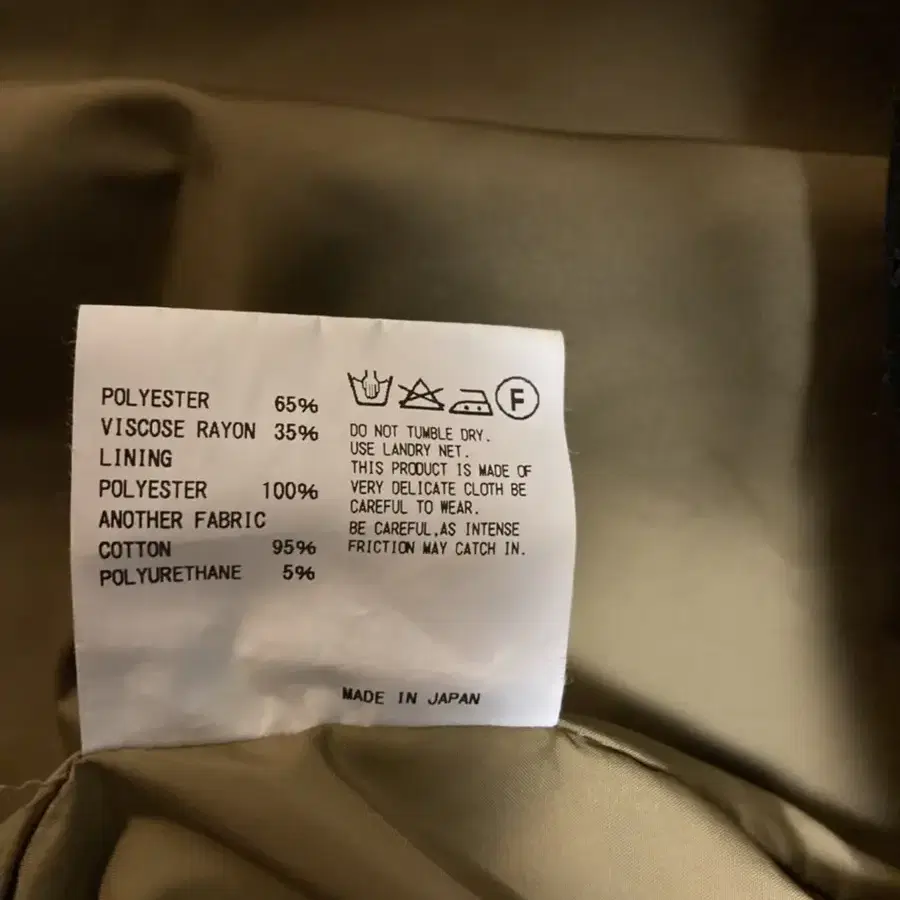 POLYESTER 65%
VISCOSE RAYON 35%
LINING
POLYESTER 100%
ANOTHER FABRIC
COTTON 95%
POLYURETHANE 5%
F
DO NOT TUMBLE DRY.
USE LANDRY NET.
THIS PRODUCT IS MADE OF
VERY DELICATE CLOTH BE
CAREFUL TO WEAR.
BE CAREFUL,AS INTENSE
FRICTION MAY CATCH IN.
MADE IN JAPAN